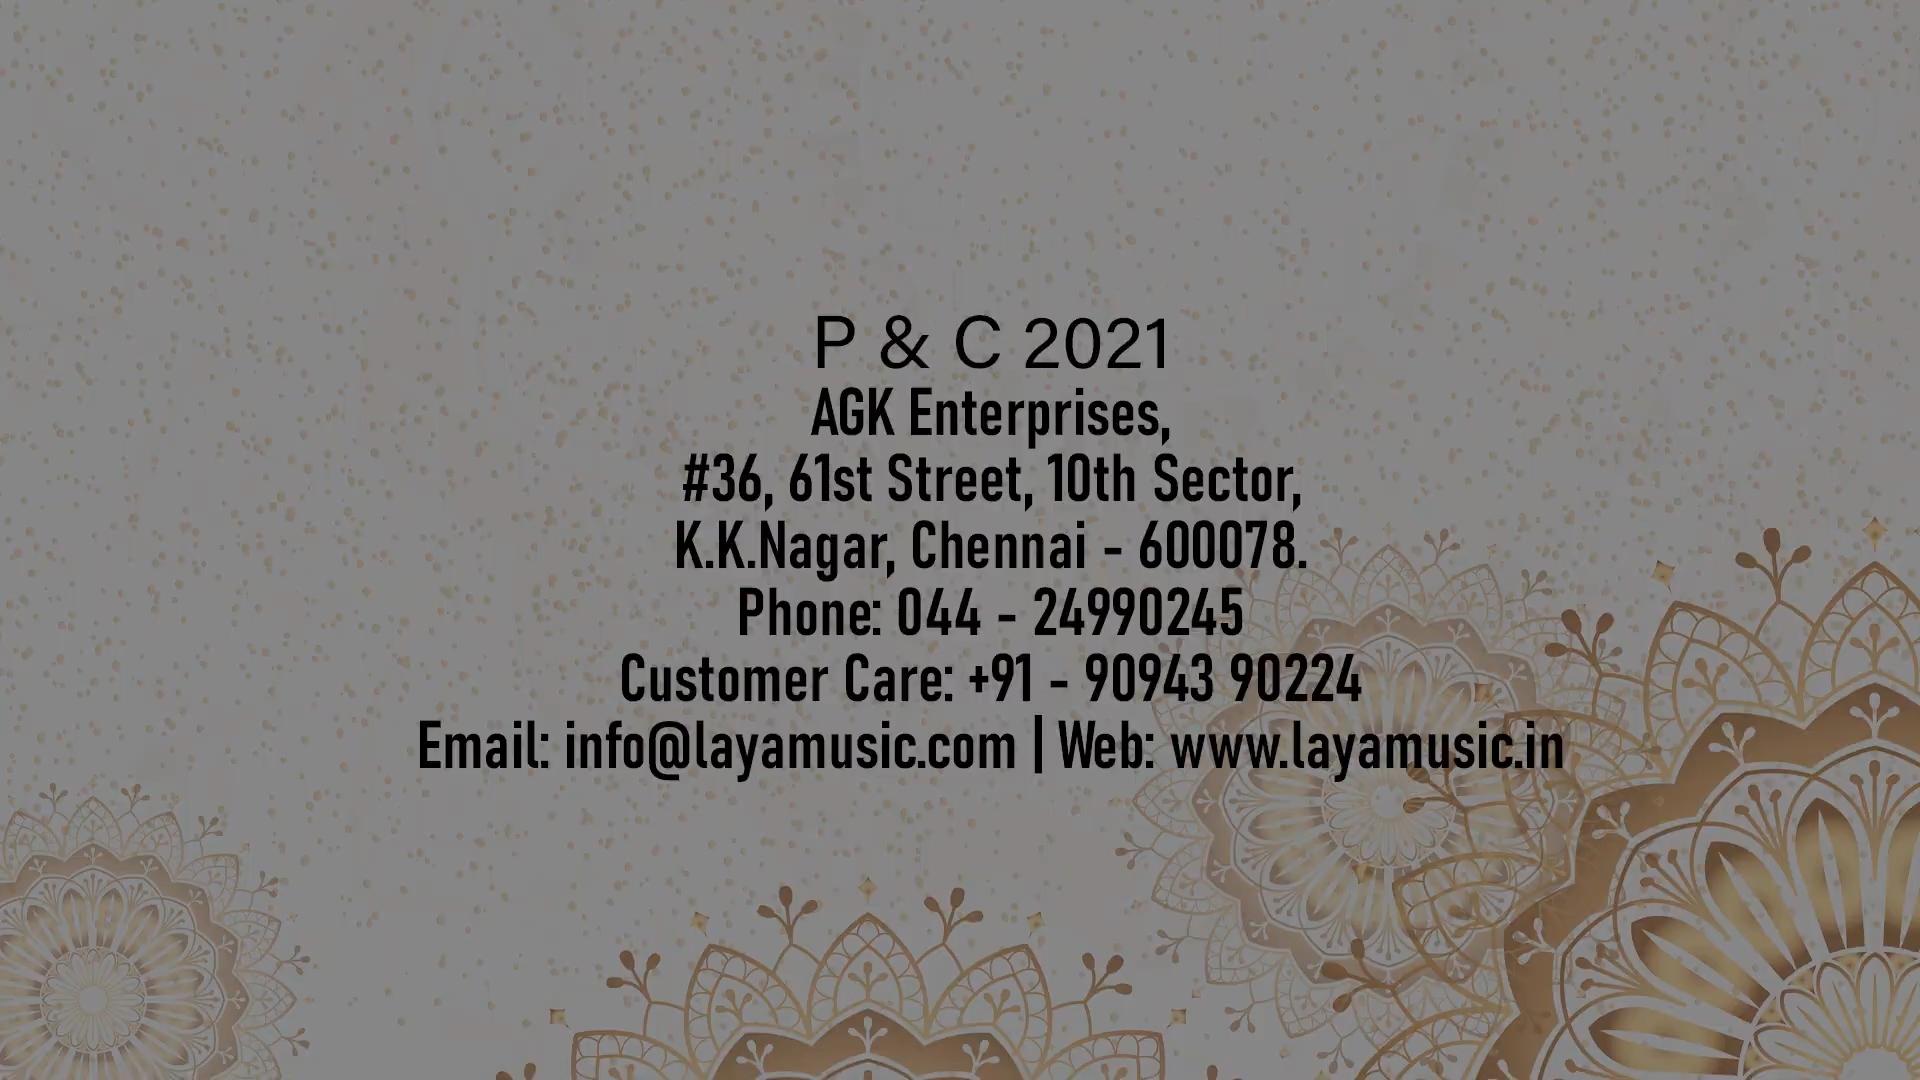 P & C 2021
AGK Enterprises,
#36, 61st Street, 10th Sector,
K.K.Nagar, Chennai - 600078.
Phone: 044 - 24990245
Customer Care: +91 - 90943 90224
Email: info@layamusic.com | Web: www.layamusic.in